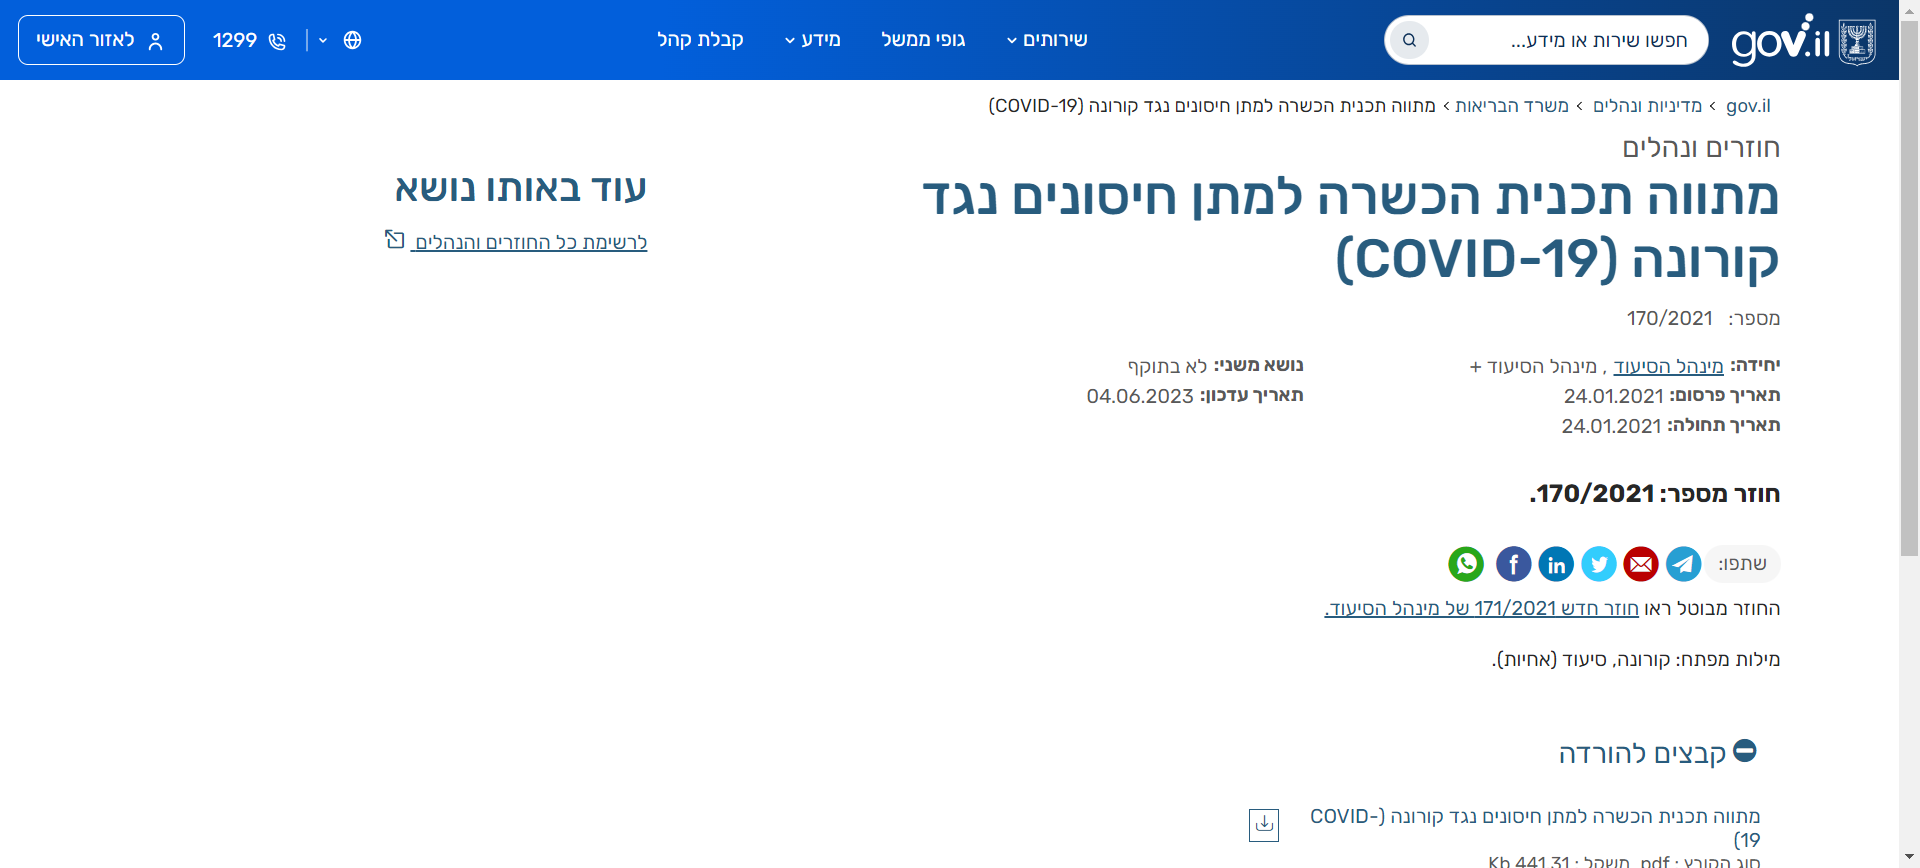 gov.il
חפשו שירות או מידע...
שירותים
גופי ממשל
מידע
קבלת קהל
1299
לאזור האישי
gov.il > מדיניות ונהלים > משרד הבריאות > מתווה תכנית הכשרה למתן חיסונים נגד קורונה (COVID-19)
חוזרים ונהלים
מתווה תכנית הכשרה למתן חיסונים נגד
קורונה (COVID-19)
מספר: 170/2021
יחידה: מינהל הסיעוד , מינהל הסיעוד +
נושא משני: לא בתוקף
תאריך פרסום: 24.01.2021
תאריך עדכון: 04.06.2023
תאריך תחולה: 24.01.2021
חוזר מספר: 170/2021.
שתפו:
החוזר מבוטל ראו חוזר חדש 171/2021 של מינהל הסיעוד.
מילות מפתח: קורונה, סיעוד (אחיות).
קבצים להורדה
מתווה תכנית הכשרה למתן חיסונים נגד קורונה (COVID-
19)
סוג הקובץ : pdf, משקל : 441.31 Kb
עוד באותו נושא
לרשימת כל החוזרים והנהלים